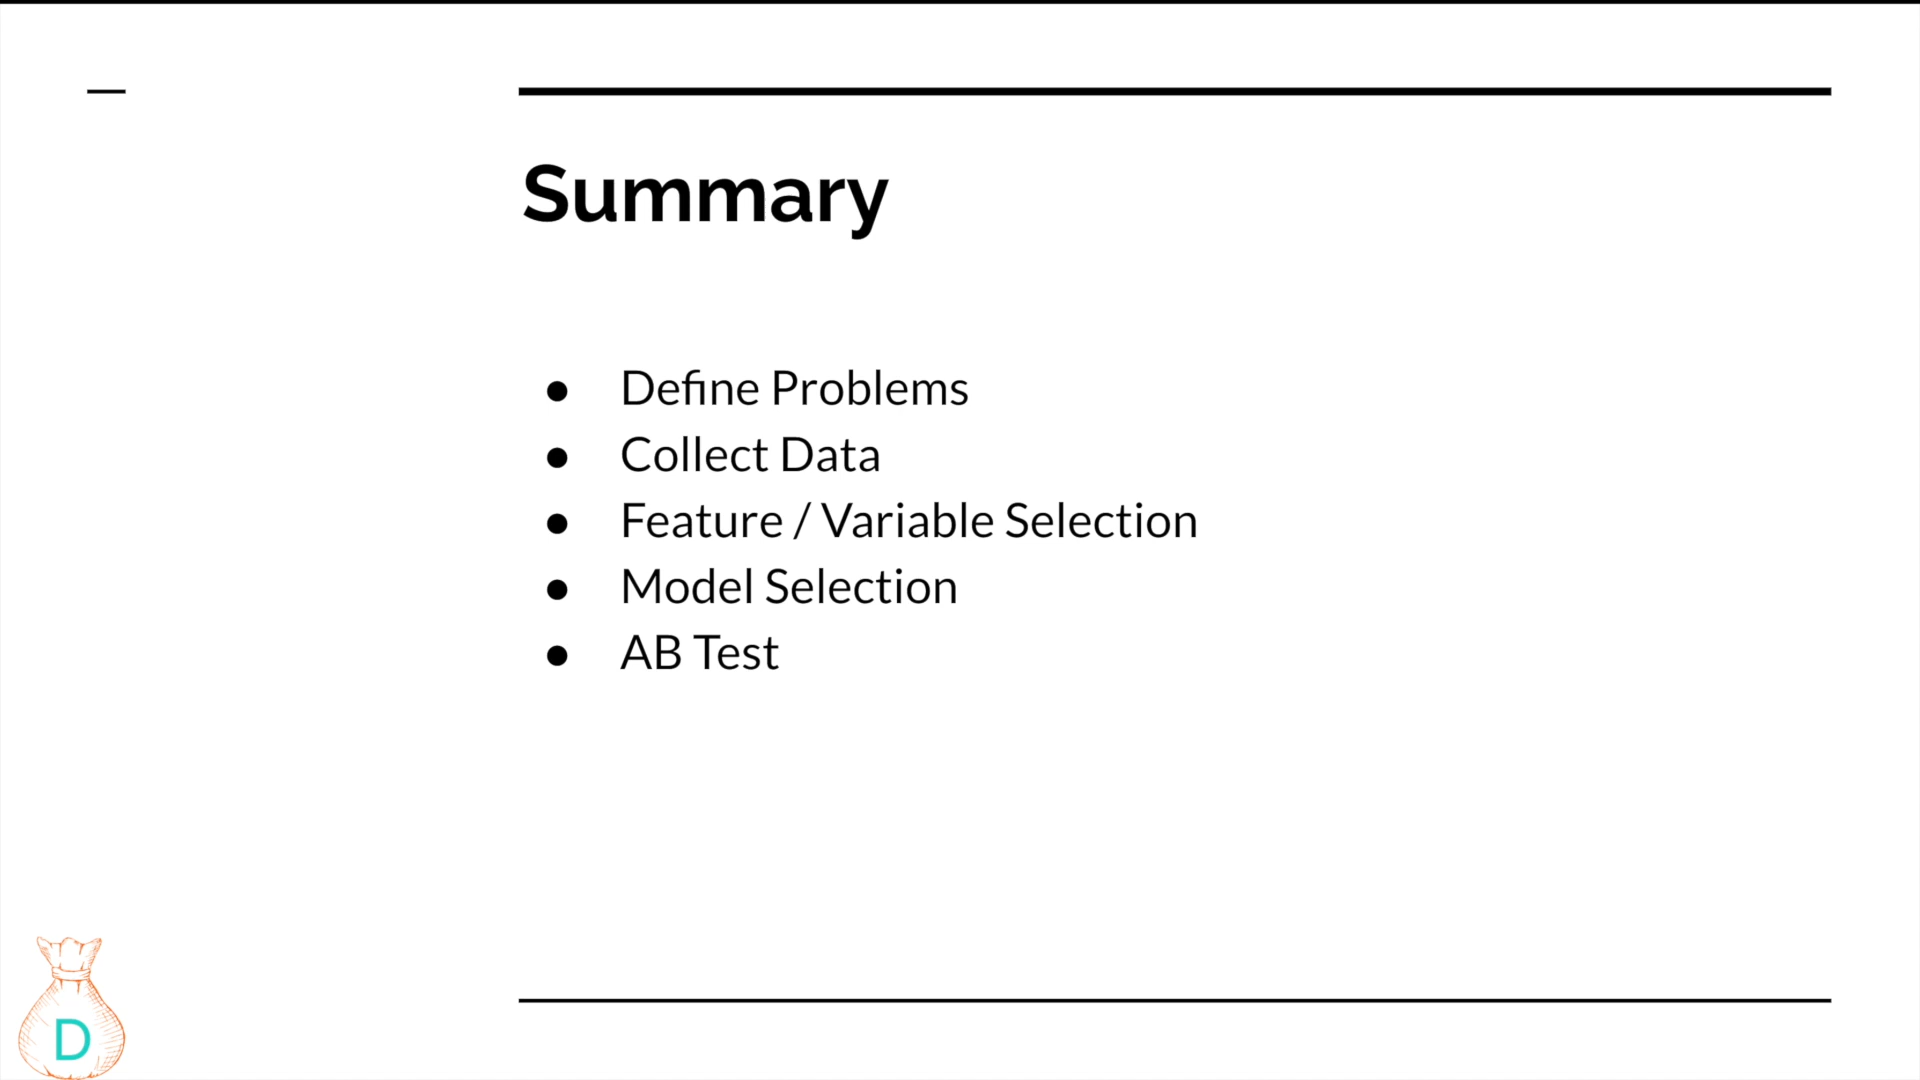 Summary
● Define Problems
● Collect Data
● Feature / Variable Selection
● Model Selection
● AB Test
D